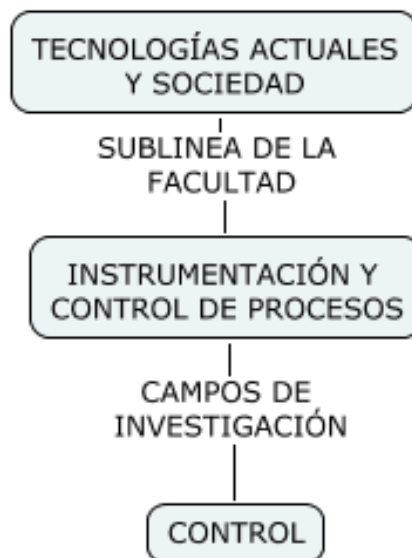 TECNOLOGÍAS ACTUALES
Y SOCIEDAD
SUBLINEA DE LA
FACULTAD
INSTRUMENTACIÓN Y
CONTROL DE PROCESOS
CAMPOS DE
INVESTIGACIÓN
CONTROL